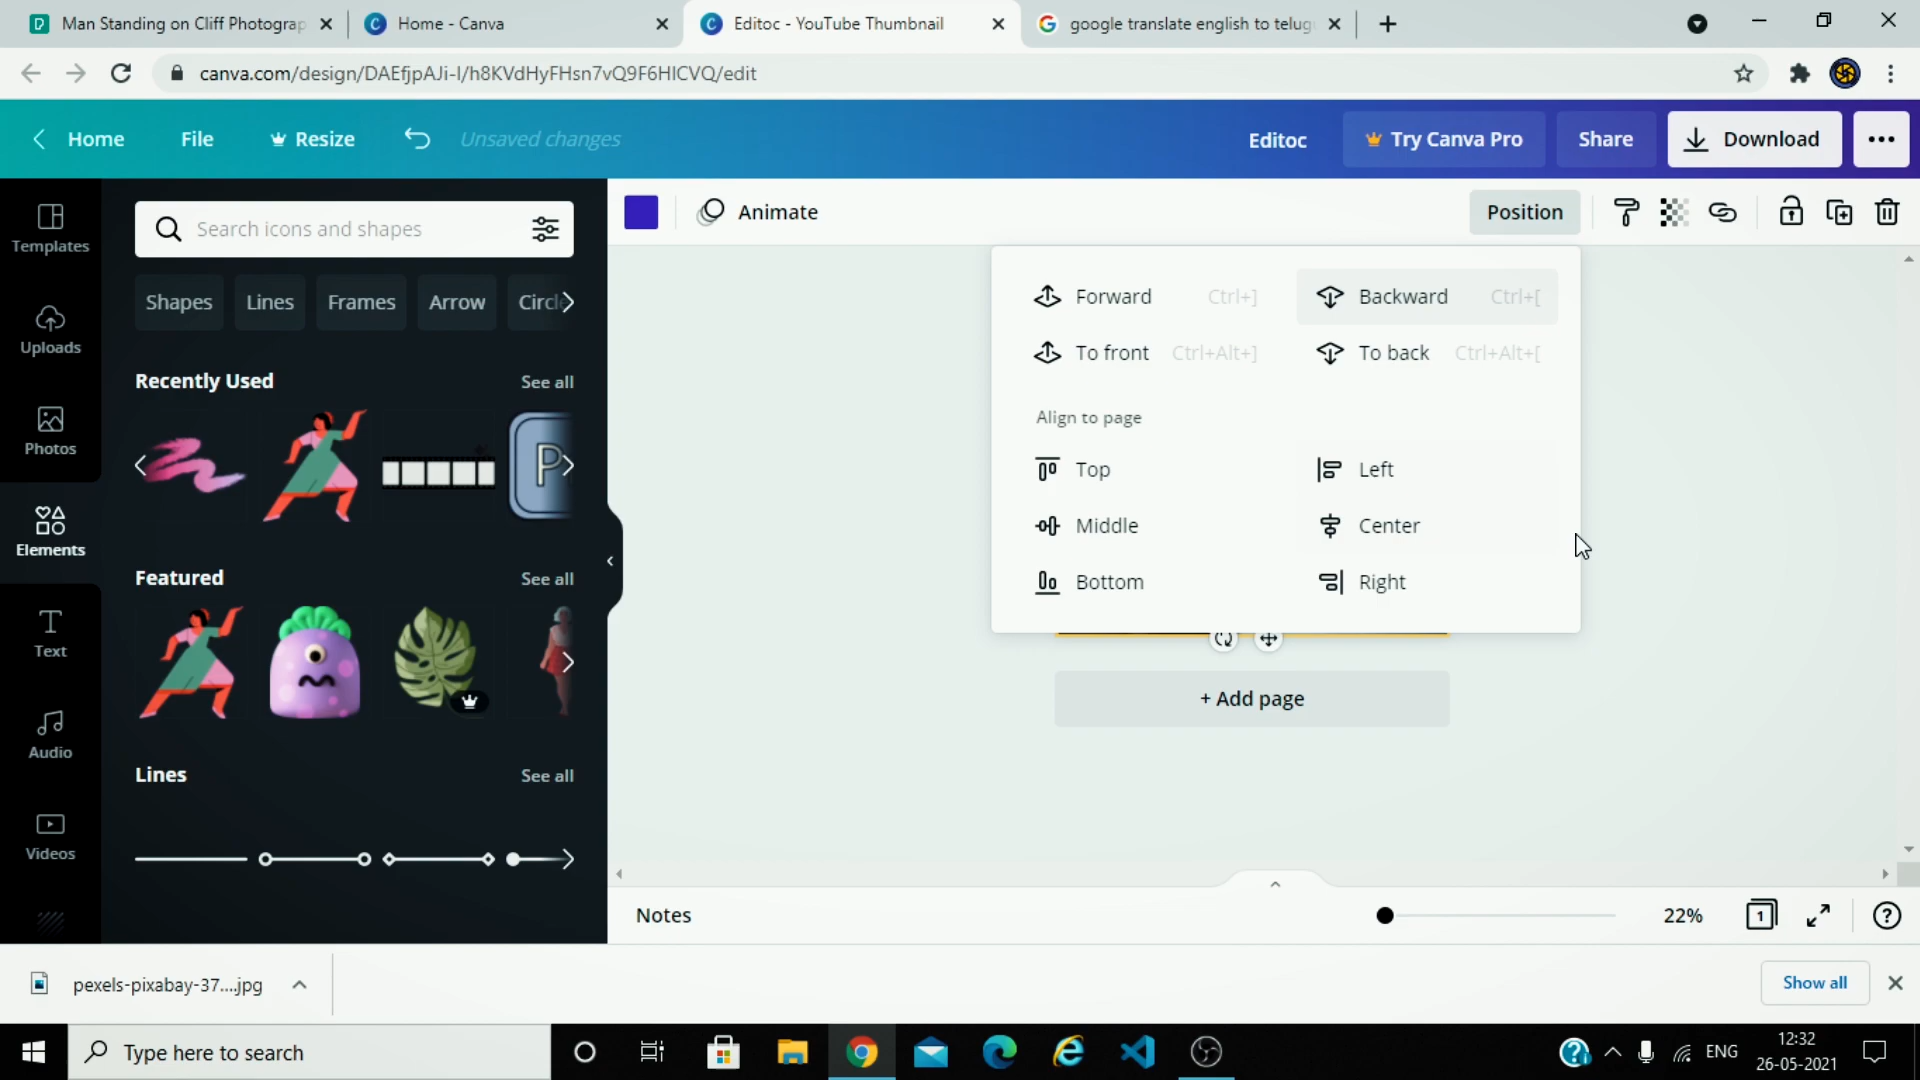 Man Standing on Cliff Photograp
Home - Canva
Editoc - YouTube Thumbnail
google translate english to telug
canva.com/design/DAEfjpAJi-I/h8KVdHyFHsn7vQ9F6HICVQ/edit
Home
File
Resize
Unsaved changes
Editoc
Try Canva Pro
Share
Download
Templates
Uploads
Photos
Elements
Text
Audio
Videos
Search icons and shapes
Shapes
Lines
Frames
Arrow
Circle
Recently Used
See all
P
Featured
See all
Lines
See all
Animate
Position
Forward Ctrl+]
Backward Ctrl+[
To front Ctrl+Alt+]
To back Ctrl+Alt+[
Align to page
Top
Left
Middle
Center
Bottom
Right
+ Add page
Notes
22%
1
pexels-pixabay-37....jpg
Show all
Type here to search
ENG
12:32
26-05-2021